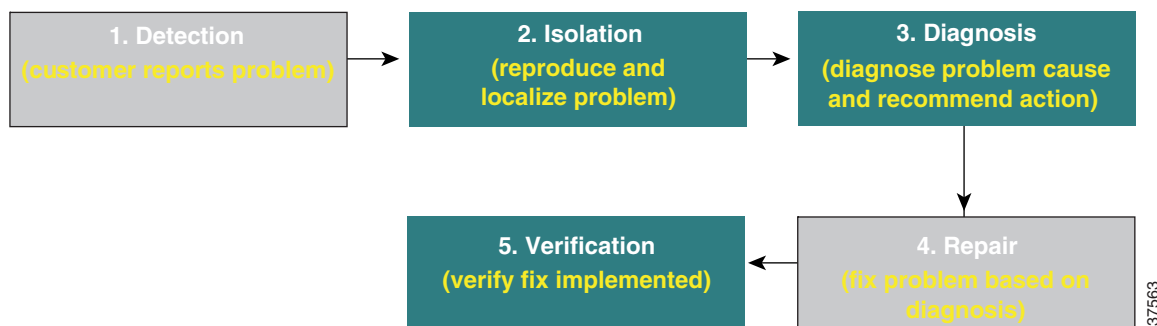 1. Detection
(customer reports problem)
2. Isolation
(reproduce and
localize problem)
3. Diagnosis
(diagnose problem cause
and recommend action)
4. Repair
(fix problem based on
diagnosis)
5. Verification
(verify fix implemented)
37563